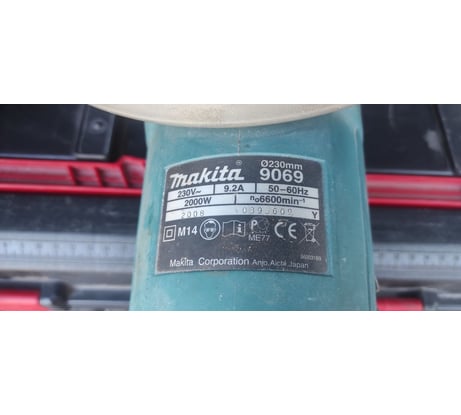 makita® Ø230mm
9069
230V~ 9.2A 50-60Hz
2000W n₀6600min⁻¹
2008 Y
M14 ME77 CE
Makita Corporation Anjo, Aichi, Japan